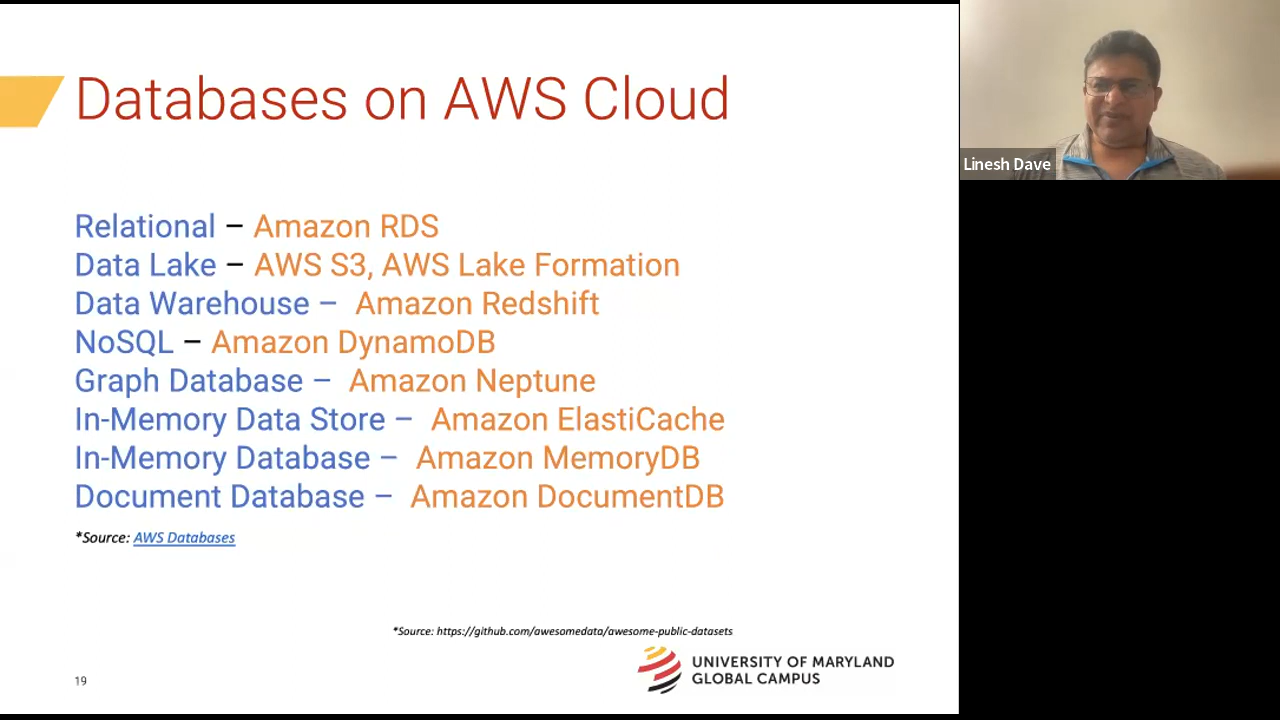 Databases on AWS Cloud
Linesh Dave
Relational – Amazon RDS
Data Lake – AWS S3, AWS Lake Formation
Data Warehouse – Amazon Redshift
NoSQL – Amazon DynamoDB
Graph Database – Amazon Neptune
In-Memory Data Store – Amazon ElastiCache
In-Memory Database – Amazon MemoryDB
Document Database – Amazon DocumentDB
*Source: AWS Databases
*Source: https://github.com/awesomedata/awesome-public-datasets
UNIVERSITY OF MARYLAND
GLOBAL CAMPUS
19